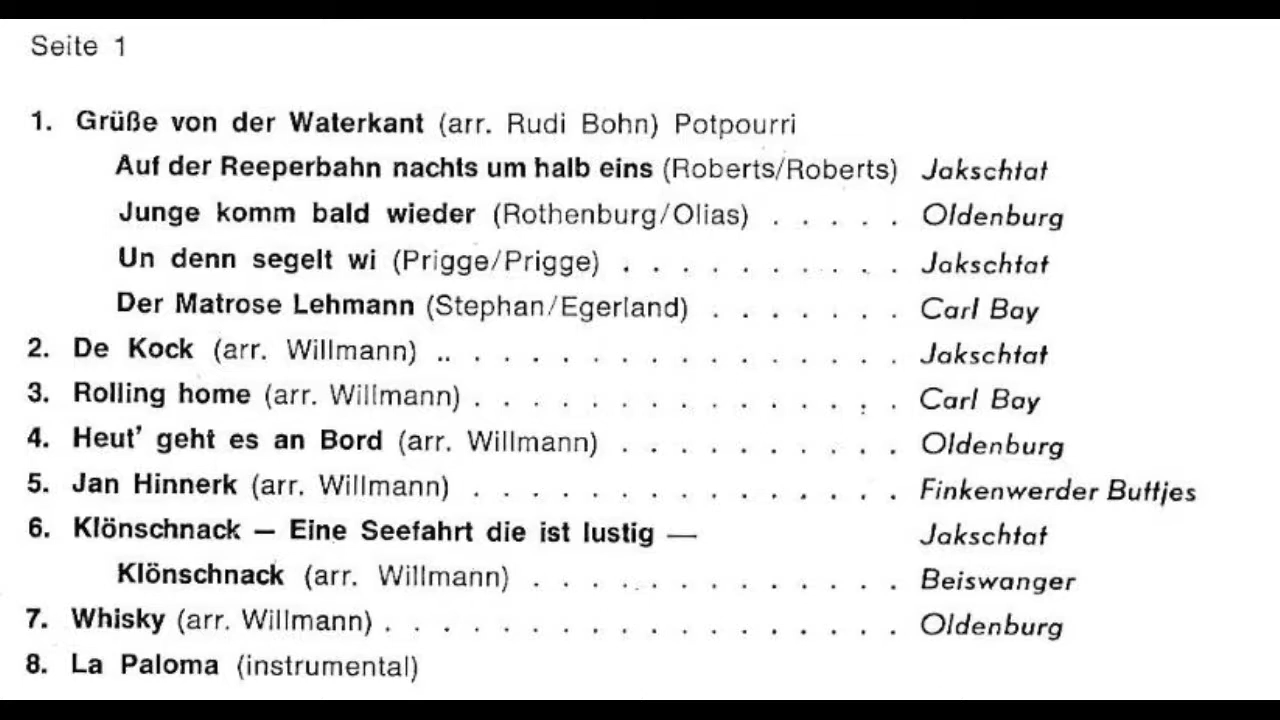 Seite 1
1. Grüße von der Waterkant (arr. Rudi Bohn) Potpourri
Auf der Reeperbahn nachts um halb eins (Roberts/Roberts) Jakschtat
Junge komm bald wieder (Rothenburg/Olias) . . . . . Oldenburg
Un denn segelt wi (Prigge/Prigge) . . . . . . . . . . Jakschtat
Der Matrose Lehmann (Stephan/Egerland) . . . . . . . Carl Bay
2. De Kock (arr. Willmann) .. . . . . . . . . . . . . . . . Jakschtat
3. Rolling home (arr. Willmann) . . . . . . . . . . . . . . . Carl Bay
4. Heut' geht es an Bord (arr. Willmann) . . . . . . . . . . Oldenburg
5. Jan Hinnerk (arr. Willmann) . . . . . . . . . . . . . . . Finkenwerder Buttjes
6. Klönschnack — Eine Seefahrt die ist lustig — Jakschtat
Klönschnack (arr. Willmann) . . . . . . . . . . . . . Beiswanger
7. Whisky (arr. Willmann) . . . . . . . . . . . . . . . . . . Oldenburg
8. La Paloma (instrumental)